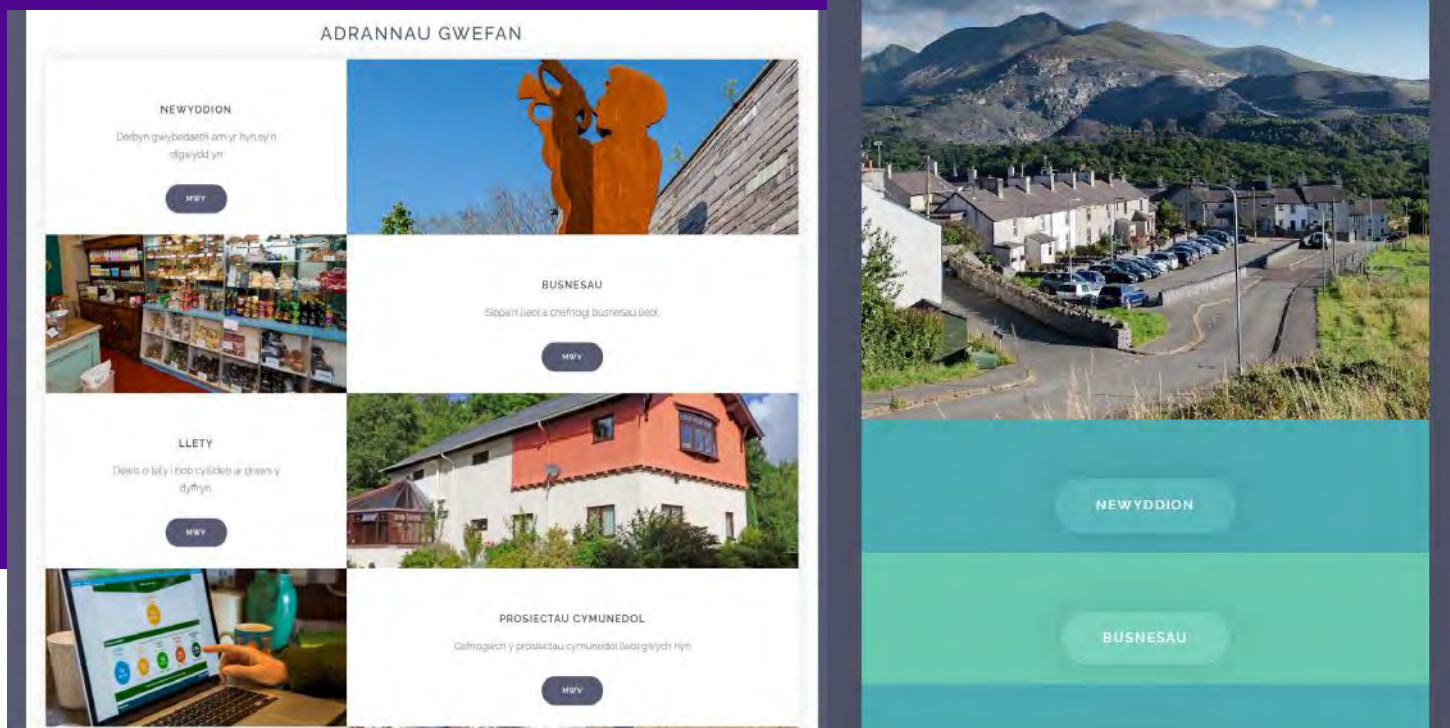 ADRANNAU GWEFAN
NEWYDDION
Derbyn gwybodaeth am yr hyn sy'n
digwydd yn
MWY
BUSNESAU
Siopa'n lleol a chefnogi busnesau lleol.
MWY
LLETY
Dewis o lety i bob cyllideb ar draws y
dyffryn
MWY
PROSIECTAU CYMUNEDOL
Cefnogwch y prosiectau cymunedol lleol gwych hyn
MWY
NEWYDDION
BUSNESAU